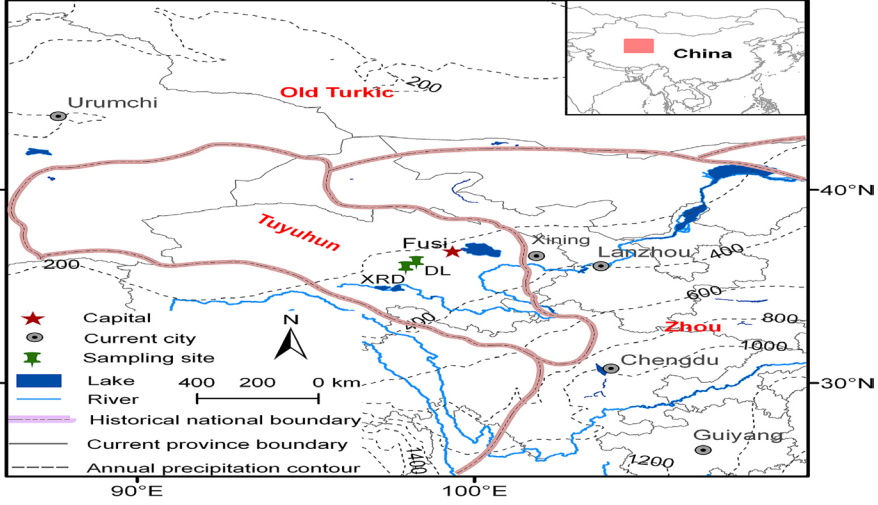 China
200
Old Turkic
Urumchi
40°N
Tuyuhun
Fusi
Xining
Lanzhou
400
200
XRD
DL
600
400
Zhou
800
1000
N
Capital
Current city
Sampling site
Lake
River
400 200 0 km
Historical national boundary
Current province boundary
Annual precipitation contour
Chengdu
30°N
Guiyang
1400
1200
90°E
100°E